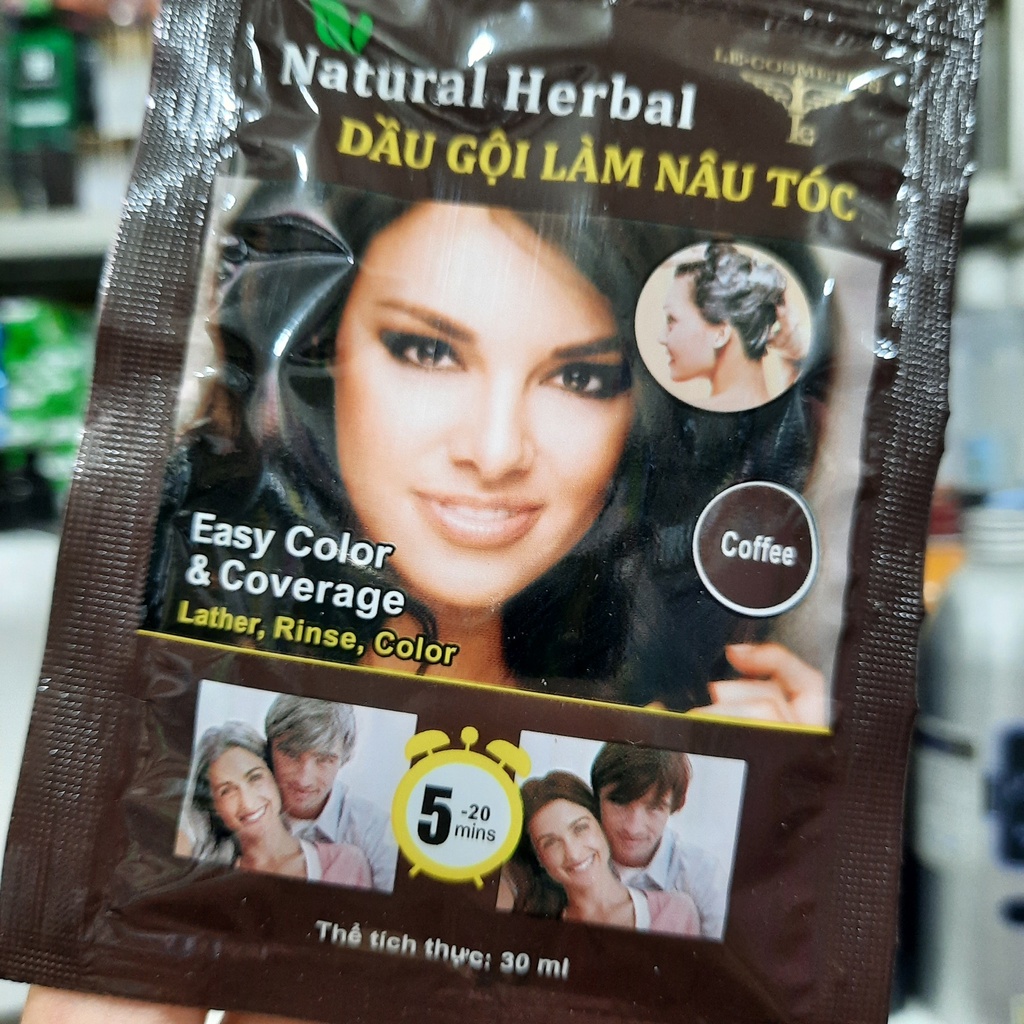 Natural Herbal
DẦU GỘI LÀM NÂU TÓC
Coffee
Easy Color
& Coverage
Lather, Rinse, Color
5 -20
mins
Thể tích thực: 30 ml